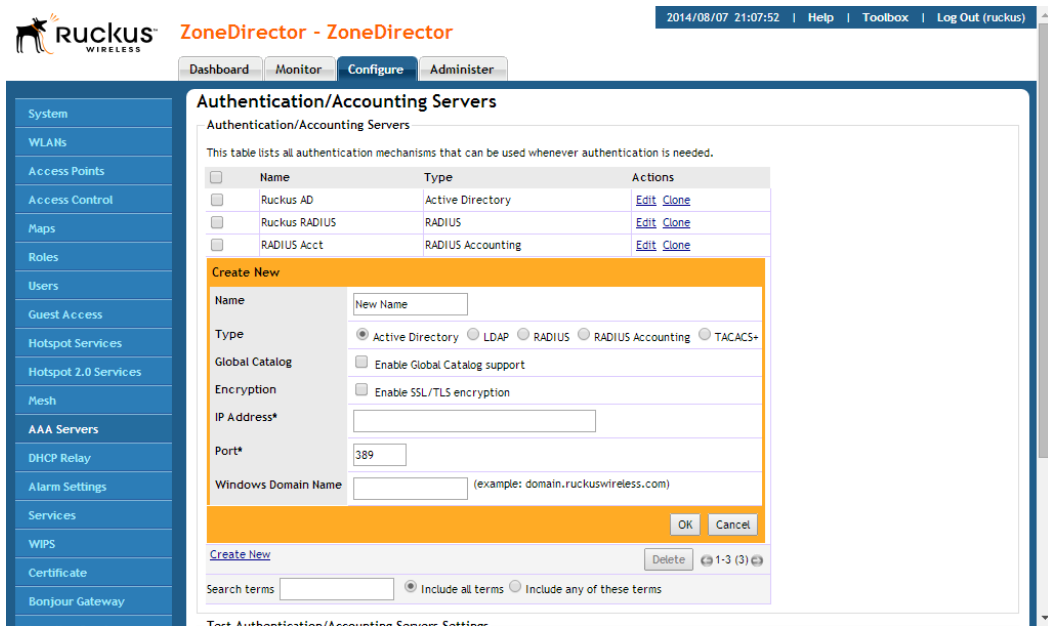 2014/08/07 21:07:52 | Help | Toolbox | Log Out (ruckus)
Ruckus WIRELESS
ZoneDirector - ZoneDirector
Dashboard Monitor Configure Administer
System
WLANs
Access Points
Access Control
Maps
Roles
Users
Guest Access
Hotspot Services
Hotspot 2.0 Services
Mesh
AAA Servers
DHCP Relay
Alarm Settings
Services
WIPS
Certificate
Bonjour Gateway
Authentication/Accounting Servers
Authentication/Accounting Servers
This table lists all authentication mechanisms that can be used whenever authentication is needed.
Name Type Actions
Ruckus AD Active Directory Edit Clone
Ruckus RADIUS RADIUS Edit Clone
RADIUS Acct RADIUS Accounting Edit Clone
Create New
Name New Name
Type Active Directory LDAP RADIUS RADIUS Accounting TACACS+
Global Catalog Enable Global Catalog support
Encryption Enable SSL/TLS encryption
IP Address*
Port* 389
Windows Domain Name (example: domain.ruckuswireless.com)
OK Cancel
Create New Delete 1-3 (3)
Search terms Include all terms Include any of these terms
Test Authentication/Accounting Servers Settings